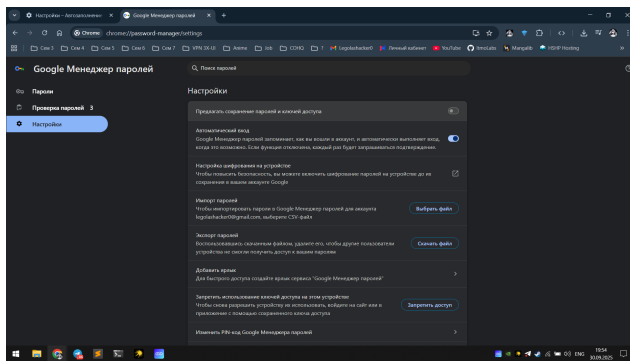 Настройки – Автозаполнение
Google Менеджер паролей
Chrome
chrome://password-manager/settings
Сем 3
Сем 4
Сем 5
Сем 6
Сем 7
VPN 3X-UI
Anime
Job
legolashacker0
Личный кабинет
YouTube
ItmoLabs
Mangalib
HSHP Hosting
Google Менеджер паролей
Поиск паролей
Пароли
Проверка паролей 3
Настройки
Настройки
Предлагать сохранение паролей и ключей доступа
Автоматический вход
Google Менеджер паролей запоминает, как вы вошли в аккаунт, и автоматически выполняет вход,
когда это возможно. Если функция отключена, каждый раз будет запрашиваться подтверждение.
Настройка шифрования на устройстве
Чтобы повысить безопасность, вы можете включить шифрование паролей на устройстве до их
сохранения в вашем аккаунте Google
Импорт паролей
Чтобы импортировать пароли в Google Менеджер паролей для аккаунта
legolashacker0@gmail.com, выберите CSV-файл
Выбрать файл
Экспорт паролей
Воспользовавшись скачанным файлом, удалите его, чтобы другие пользователи
устройства не смогли получить доступ к вашим паролям
Скачать файл
Добавить ярлык
Для быстрого доступа создайте ярлык сервиса "Google Менеджер паролей"
Запретить использование ключей доступа на этом устройстве
Чтобы снова разрешить устройству их использовать, войдите на сайт или в
приложение с помощью сохраненного ключа доступа
Запретить доступ
Изменить PIN-код Google Менеджера паролей
ENG
19:54
30.09.2025